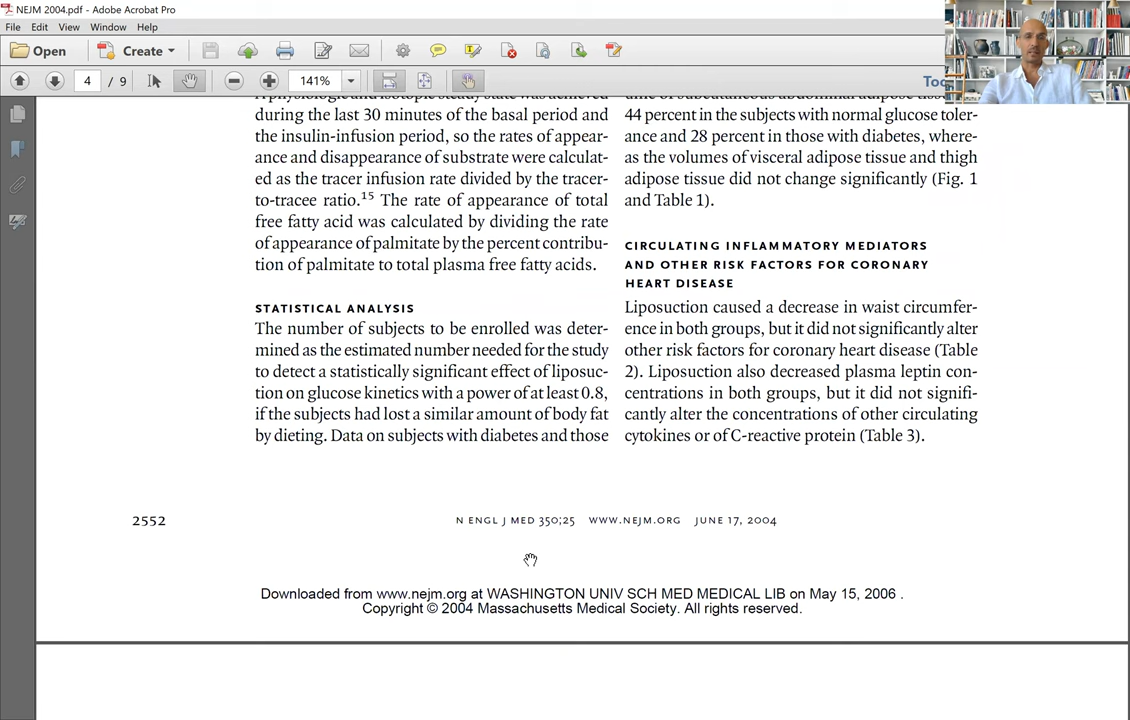 NEJM 2004.pdf - Adobe Acrobat Pro
File Edit View Window Help
Open Create
4 / 9 141%
during the last 30 minutes of the basal period and
the insulin-infusion period, so the rates of appear-
ance and disappearance of substrate were calculat-
ed as the tracer infusion rate divided by the tracer-
to-tracee ratio.15 The rate of appearance of total
free fatty acid was calculated by dividing the rate
of appearance of palmitate by the percent contribu-
tion of palmitate to total plasma free fatty acids.
STATISTICAL ANALYSIS
The number of subjects to be enrolled was deter-
mined as the estimated number needed for the study
to detect a statistically significant effect of liposuc-
tion on glucose kinetics with a power of at least 0.8,
if the subjects had lost a similar amount of body fat
by dieting. Data on subjects with diabetes and those
44 percent in the subjects with normal glucose toler-
ance and 28 percent in those with diabetes, where-
as the volumes of visceral adipose tissue and thigh
adipose tissue did not change significantly (Fig. 1
and Table 1).
CIRCULATING INFLAMMATORY MEDIATORS
AND OTHER RISK FACTORS FOR CORONARY
HEART DISEASE
Liposuction caused a decrease in waist circumfer-
ence in both groups, but it did not significantly alter
other risk factors for coronary heart disease (Table
2). Liposuction also decreased plasma leptin con-
centrations in both groups, but it did not signifi-
cantly alter the concentrations of other circulating
cytokines or of C-reactive protein (Table 3).
2552
N ENGL J MED 350;25 WWW.NEJM.ORG JUNE 17, 2004
Downloaded from www.nejm.org at WASHINGTON UNIV SCH MED MEDICAL LIB on May 15, 2006 .
Copyright © 2004 Massachusetts Medical Society. All rights reserved.